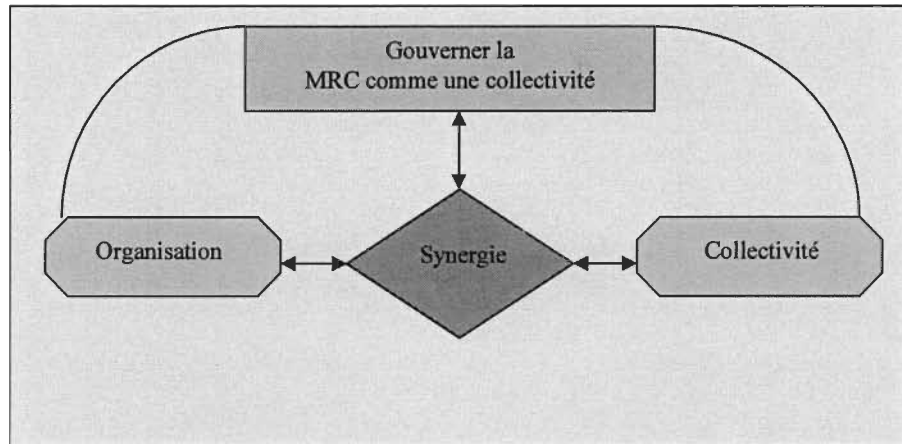 Gouverner la
MRC comme une collectivité
Organisation
Synergie
Collectivité